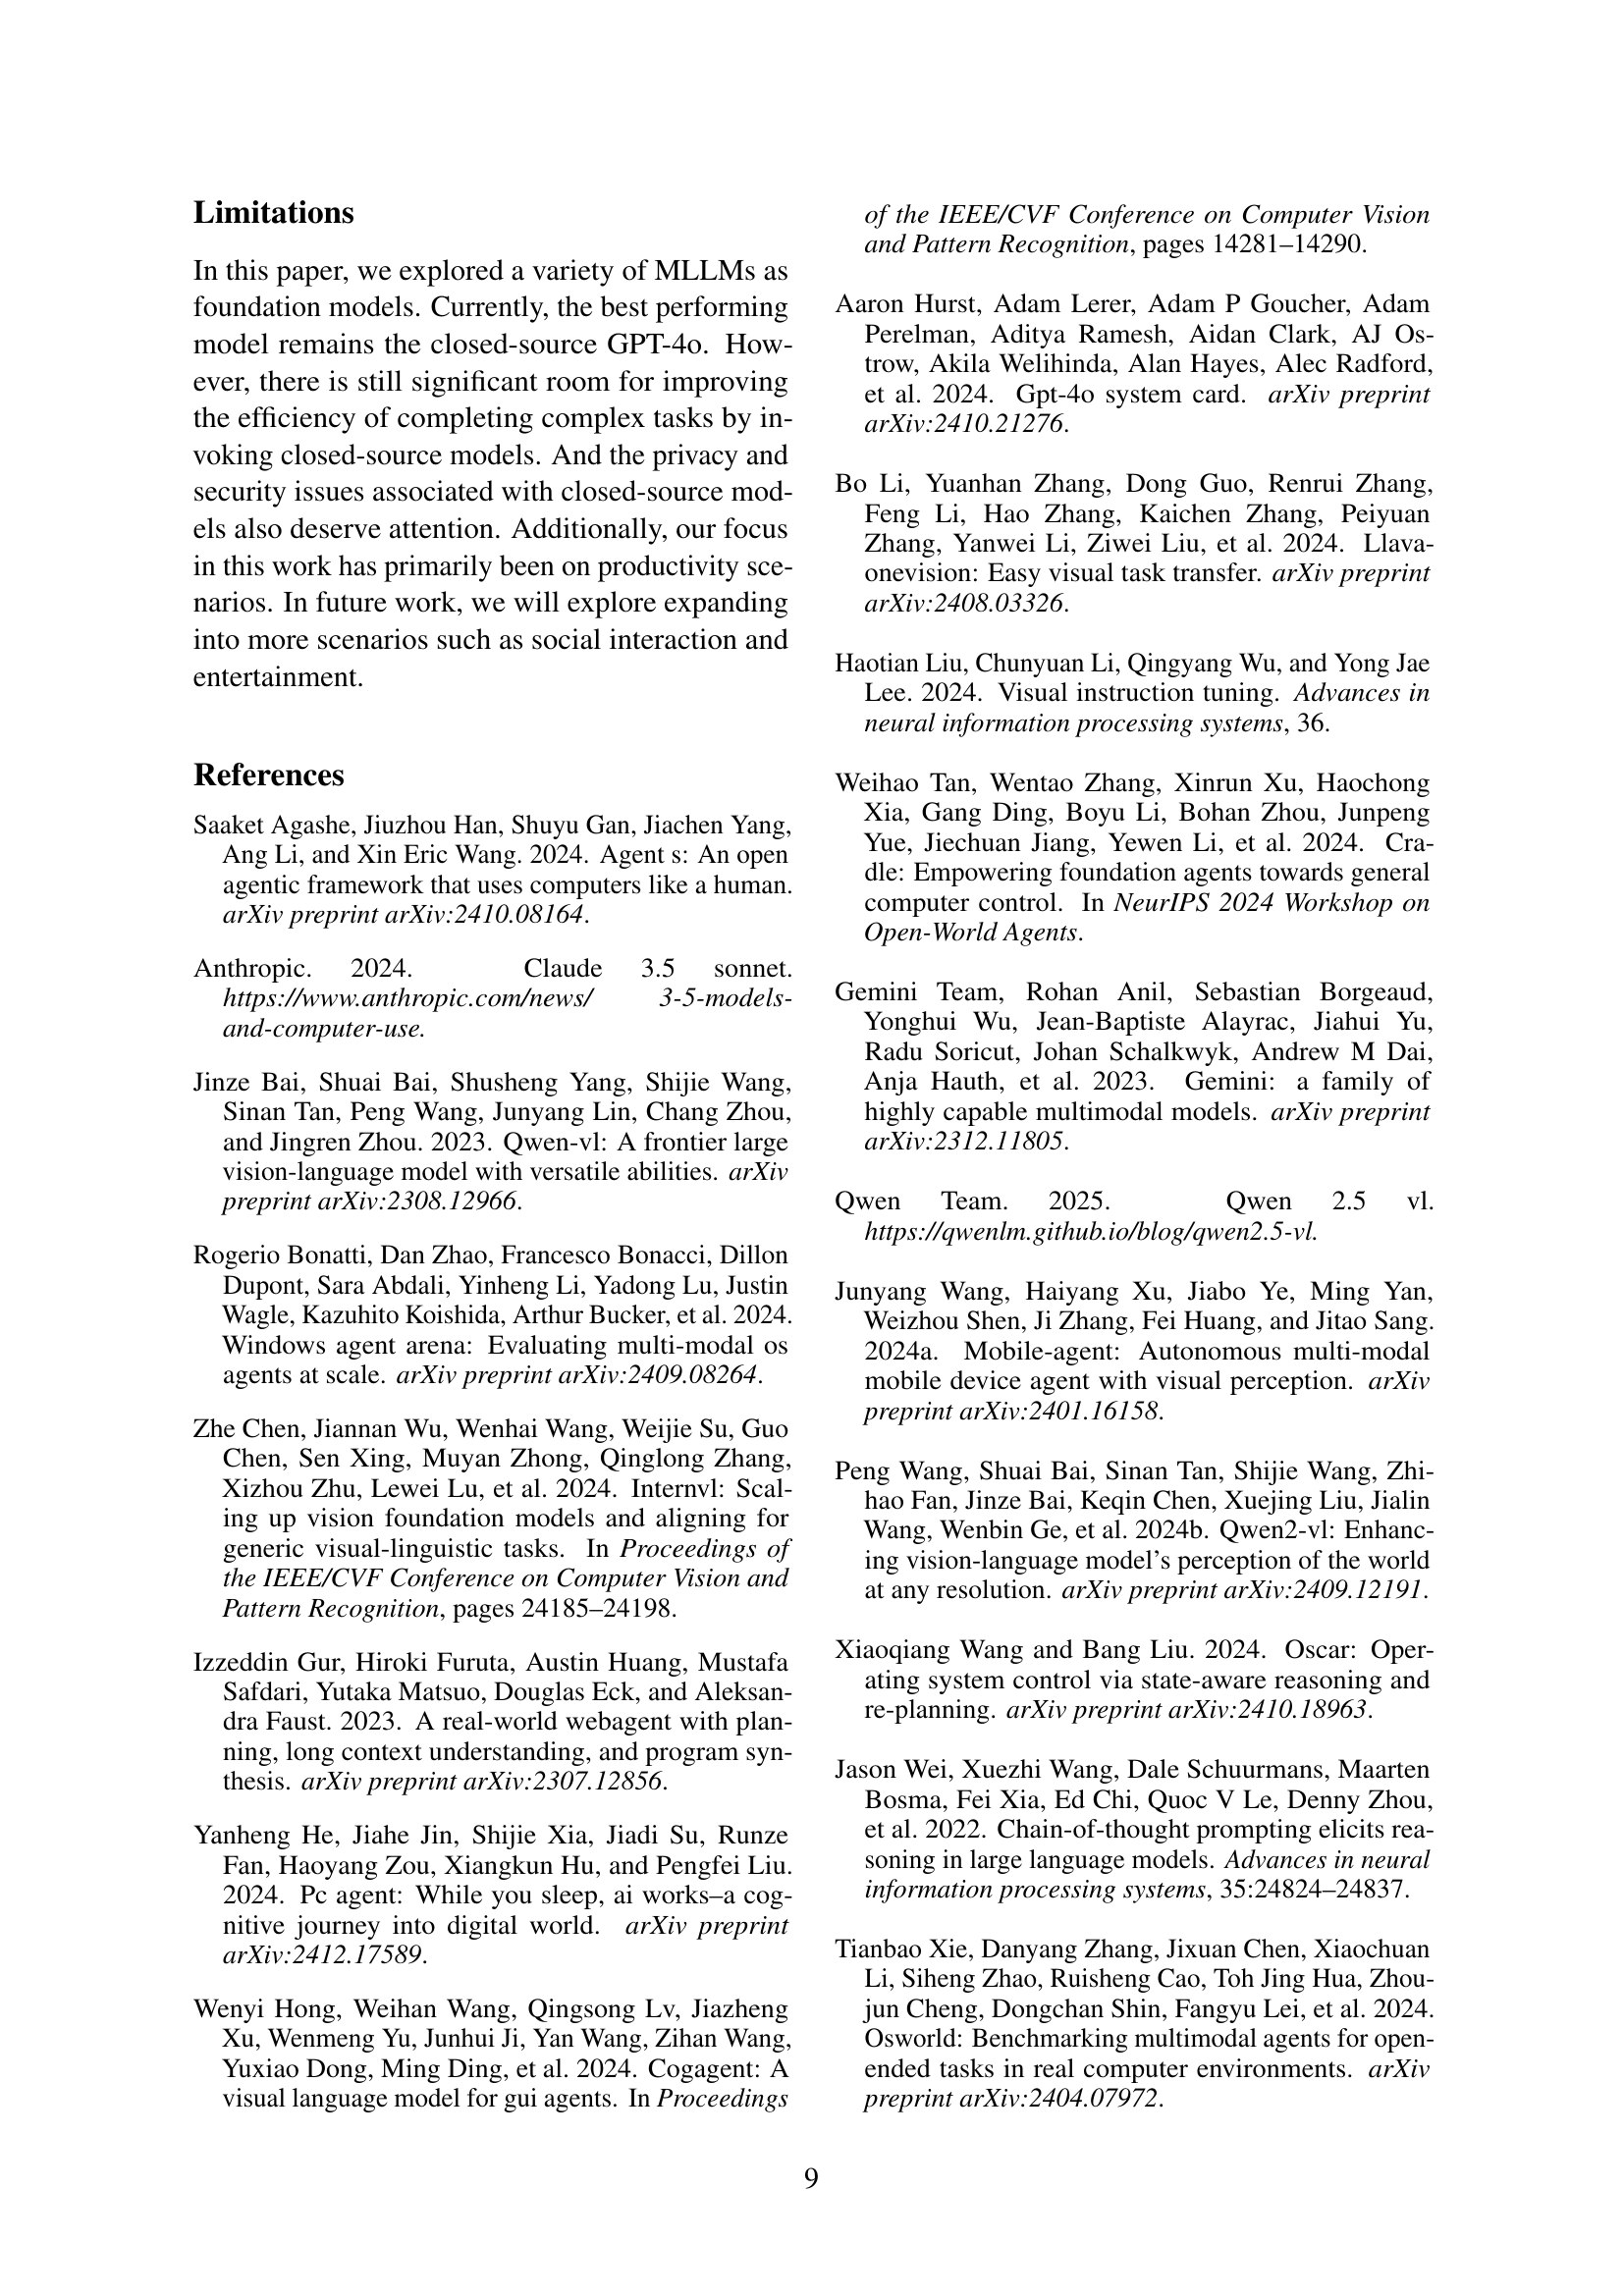 Limitations
In this paper, we explored a variety of MLLMs as
foundation models. Currently, the best performing
model remains the closed-source GPT-4o. How-
ever, there is still significant room for improving
the efficiency of completing complex tasks by in-
voking closed-source models. And the privacy and
security issues associated with closed-source mod-
els also deserve attention. Additionally, our focus
in this work has primarily been on productivity sce-
narios. In future work, we will explore expanding
into more scenarios such as social interaction and
entertainment.
References
Saaket Agashe, Jiuzhou Han, Shuyu Gan, Jiachen Yang,
Ang Li, and Xin Eric Wang. 2024. Agent s: An open
agentic framework that uses computers like a human.
arXiv preprint arXiv:2410.08164.
Anthropic. 2024. Claude 3.5 sonnet.
https://www.anthropic.com/news/ 3-5-models-
and-computer-use.
Jinze Bai, Shuai Bai, Shusheng Yang, Shijie Wang,
Sinan Tan, Peng Wang, Junyang Lin, Chang Zhou,
and Jingren Zhou. 2023. Qwen-vl: A frontier large
vision-language model with versatile abilities. arXiv
preprint arXiv:2308.12966.
Rogerio Bonatti, Dan Zhao, Francesco Bonacci, Dillon
Dupont, Sara Abdali, Yinheng Li, Yadong Lu, Justin
Wagle, Kazuhito Koishida, Arthur Bucker, et al. 2024.
Windows agent arena: Evaluating multi-modal os
agents at scale. arXiv preprint arXiv:2409.08264.
Zhe Chen, Jiannan Wu, Wenhai Wang, Weijie Su, Guo
Chen, Sen Xing, Muyan Zhong, Qinglong Zhang,
Xizhou Zhu, Lewei Lu, et al. 2024. Internvl: Scal-
ing up vision foundation models and aligning for
generic visual-linguistic tasks. In Proceedings of
the IEEE/CVF Conference on Computer Vision and
Pattern Recognition, pages 24185–24198.
Izzeddin Gur, Hiroki Furuta, Austin Huang, Mustafa
Safdari, Yutaka Matsuo, Douglas Eck, and Aleksan-
dra Faust. 2023. A real-world webagent with plan-
ning, long context understanding, and program syn-
thesis. arXiv preprint arXiv:2307.12856.
Yanheng He, Jiahe Jin, Shijie Xia, Jiadi Su, Runze
Fan, Haoyang Zou, Xiangkun Hu, and Pengfei Liu.
2024. Pc agent: While you sleep, ai works–a cog-
nitive journey into digital world. arXiv preprint
arXiv:2412.17589.
Wenyi Hong, Weihan Wang, Qingsong Lv, Jiazheng
Xu, Wenmeng Yu, Junhui Ji, Yan Wang, Zihan Wang,
Yuxiao Dong, Ming Ding, et al. 2024. Cogagent: A
visual language model for gui agents. In Proceedings
of the IEEE/CVF Conference on Computer Vision
and Pattern Recognition, pages 14281–14290.
Aaron Hurst, Adam Lerer, Adam P Goucher, Adam
Perelman, Aditya Ramesh, Aidan Clark, AJ Os-
trow, Akila Welihinda, Alan Hayes, Alec Radford,
et al. 2024. Gpt-4o system card. arXiv preprint
arXiv:2410.21276.
Bo Li, Yuanhan Zhang, Dong Guo, Renrui Zhang,
Feng Li, Hao Zhang, Kaichen Zhang, Peiyuan
Zhang, Yanwei Li, Ziwei Liu, et al. 2024. Llava-
onevision: Easy visual task transfer. arXiv preprint
arXiv:2408.03326.
Haotian Liu, Chunyuan Li, Qingyang Wu, and Yong Jae
Lee. 2024. Visual instruction tuning. Advances in
neural information processing systems, 36.
Weihao Tan, Wentao Zhang, Xinrun Xu, Haochong
Xia, Gang Ding, Boyu Li, Bohan Zhou, Junpeng
Yue, Jiechuan Jiang, Yewen Li, et al. 2024. Cra-
dle: Empowering foundation agents towards general
computer control. In NeurIPS 2024 Workshop on
Open-World Agents.
Gemini Team, Rohan Anil, Sebastian Borgeaud,
Yonghui Wu, Jean-Baptiste Alayrac, Jiahui Yu,
Radu Soricut, Johan Schalkwyk, Andrew M Dai,
Anja Hauth, et al. 2023. Gemini: a family of
highly capable multimodal models. arXiv preprint
arXiv:2312.11805.
Qwen Team. 2025. Qwen 2.5 vl.
https://qwenlm.github.io/blog/qwen2.5-vl.
Junyang Wang, Haiyang Xu, Jiabo Ye, Ming Yan,
Weizhou Shen, Ji Zhang, Fei Huang, and Jitao Sang.
2024a. Mobile-agent: Autonomous multi-modal
mobile device agent with visual perception. arXiv
preprint arXiv:2401.16158.
Peng Wang, Shuai Bai, Sinan Tan, Shijie Wang, Zhi-
hao Fan, Jinze Bai, Keqin Chen, Xuejing Liu, Jialin
Wang, Wenbin Ge, et al. 2024b. Qwen2-vl: Enhanc-
ing vision-language model's perception of the world
at any resolution. arXiv preprint arXiv:2409.12191.
Xiaoqiang Wang and Bang Liu. 2024. Oscar: Oper-
ating system control via state-aware reasoning and
re-planning. arXiv preprint arXiv:2410.18963.
Jason Wei, Xuezhi Wang, Dale Schuurmans, Maarten
Bosma, Fei Xia, Ed Chi, Quoc V Le, Denny Zhou,
et al. 2022. Chain-of-thought prompting elicits rea-
soning in large language models. Advances in neural
information processing systems, 35:24824–24837.
Tianbao Xie, Danyang Zhang, Jixuan Chen, Xiaochuan
Li, Siheng Zhao, Ruisheng Cao, Toh Jing Hua, Zhou-
jun Cheng, Dongchan Shin, Fangyu Lei, et al. 2024.
Osworld: Benchmarking multimodal agents for open-
ended tasks in real computer environments. arXiv
preprint arXiv:2404.07972.
9